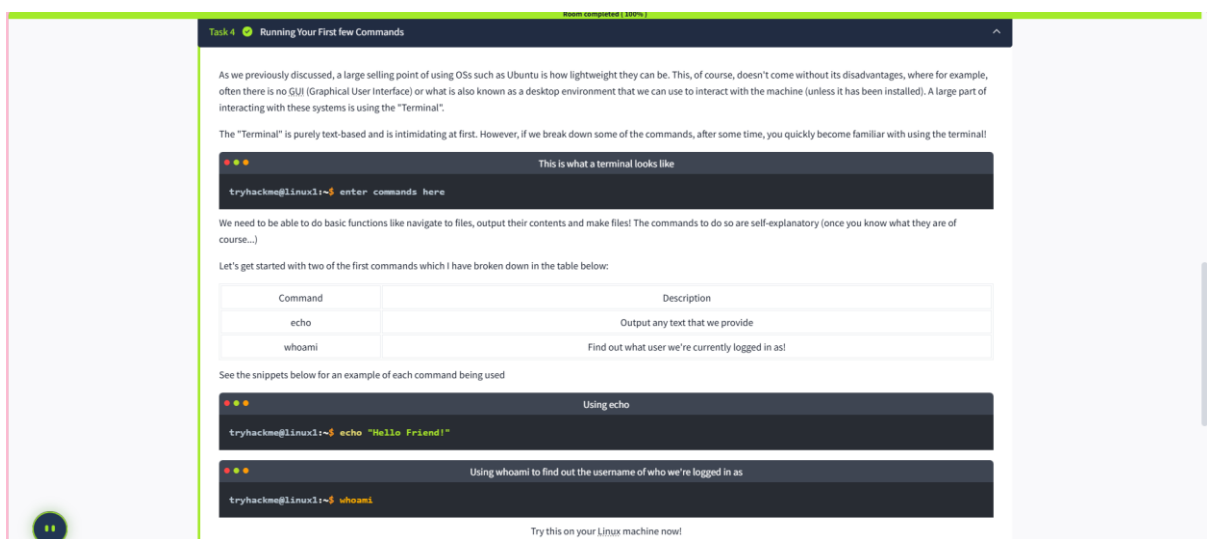 Room completed ( 100% )
Task 4 Running Your First few Commands
As we previously discussed, a large selling point of using OSs such as Ubuntu is how lightweight they can be. This, of course, doesn't come without its disadvantages, where for example,
often there is no GUI (Graphical User Interface) or what is also known as a desktop environment that we can use to interact with the machine (unless it has been installed). A large part of
interacting with these systems is using the "Terminal".
The "Terminal" is purely text-based and is intimidating at first. However, if we break down some of the commands, after some time, you quickly become familiar with using the terminal!
This is what a terminal looks like
tryhackme@linux1:~$ enter commands here
We need to be able to do basic functions like navigate to files, output their contents and make files! The commands to do so are self-explanatory (once you know what they are of
course...)
Let's get started with two of the first commands which I have broken down in the table below:
Command Description
echo Output any text that we provide
whoami Find out what user we're currently logged in as!
See the snippets below for an example of each command being used
Using echo
tryhackme@linux1:~$ echo "Hello Friend!"
Using whoami to find out the username of who we're logged in as
tryhackme@linux1:~$ whoami
Try this on your Linux machine now!